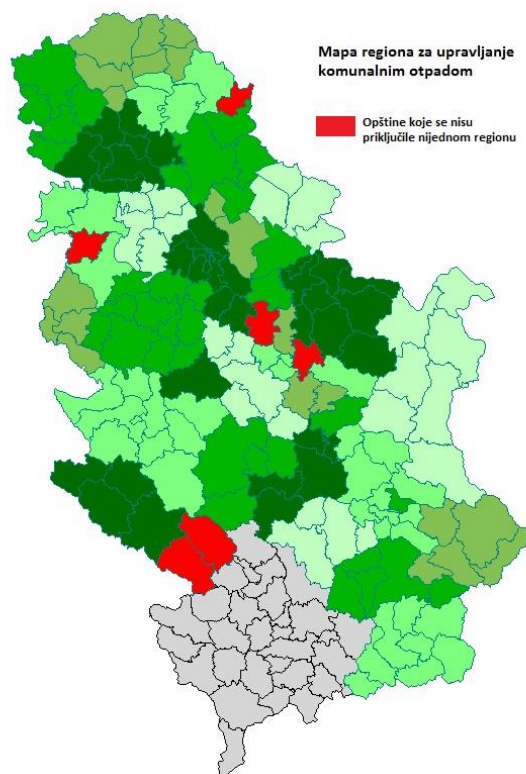 Mapa regiona za upravljanje
komunalnim otpadom
Opštine koje se nisu
priključile nijednom regionu